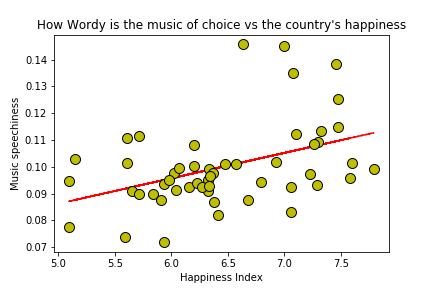 How Wordy is the music of choice vs the country's happiness
0.14
0.13
0.12
0.11
0.10
0.09
0.08
0.07
Music speechiness
5.0 5.5 6.0 6.5 7.0 7.5
Happiness Index